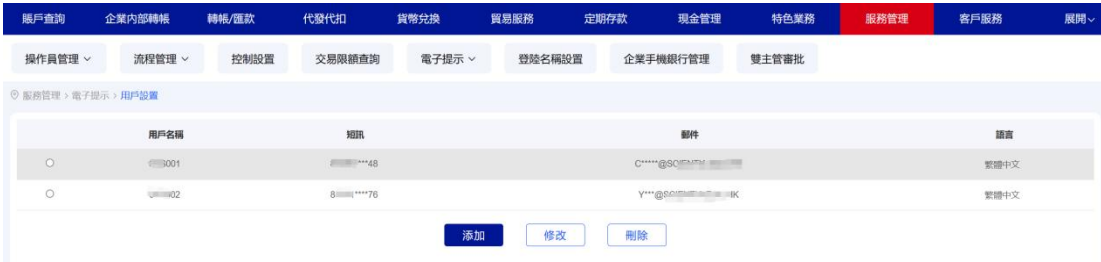 賬戶查詢 企業内部轉帳 轉帳/匯款 代發代扣 貨幣兌換 貿易服務 定期存款 現金管理 特色業務 服務管理 客戶服務 展開
操作員管理 流程管理 控制設置 交易限額查詢 電子提示 登陸名稱設置 企業手機銀行管理 雙主管審批
服務管理 > 電子提示 > 用戶設置
用戶名稱 短訊 郵件 語言
001 ***48 C*****@SCIENTY 繁體中文
02 8 ****76 Y***@ HK 繁體中文
添加 修改 刪除